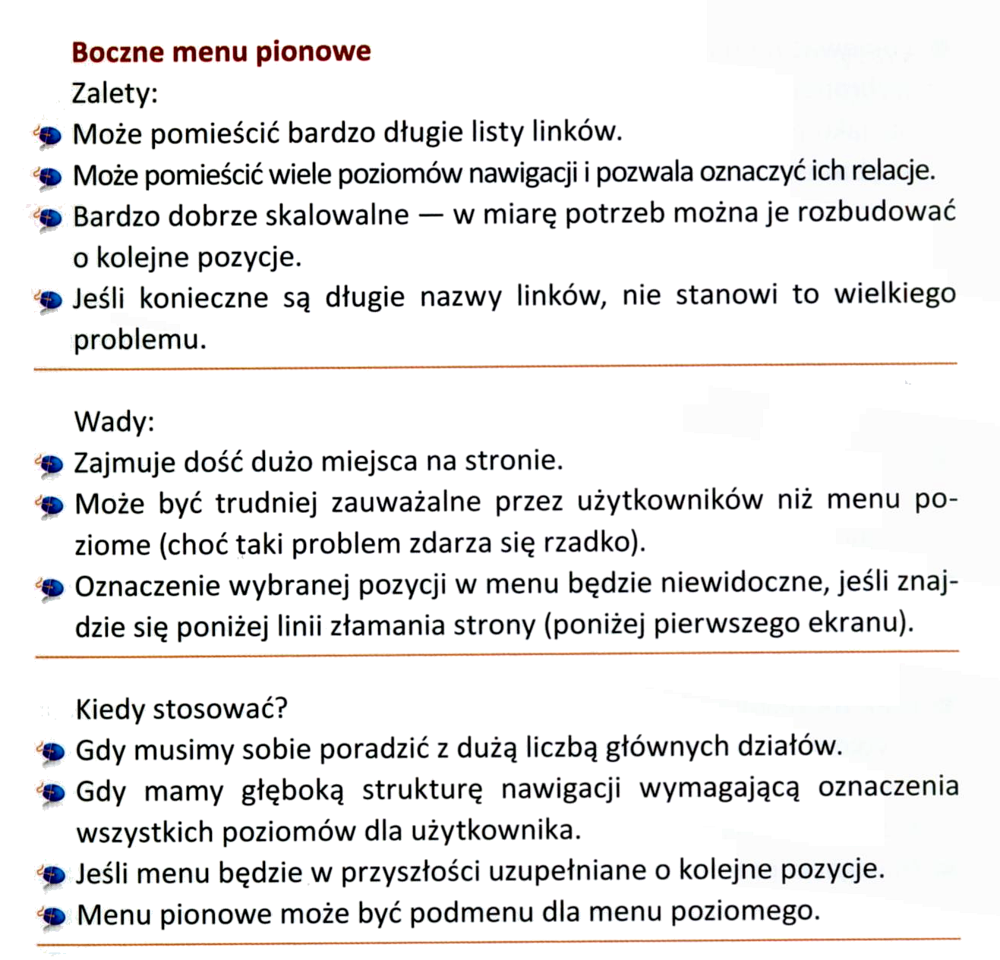 Boczne menu pionowe
Zalety:
Może pomieścić bardzo długie listy linków.
Może pomieścić wiele poziomów nawigacji i pozwala oznaczyć ich relacje.
Bardzo dobrze skalowalne — w miarę potrzeb można je rozbudować
o kolejne pozycje.
Jeśli konieczne są długie nazwy linków, nie stanowi to wielkiego
problemu.
Wady:
Zajmuje dość dużo miejsca na stronie.
Może być trudniej zauważalne przez użytkowników niż menu po-
ziome (choć taki problem zdarza się rzadko).
Oznaczenie wybranej pozycji w menu będzie niewidoczne, jeśli znaj-
dzie się poniżej linii złamania strony (poniżej pierwszego ekranu).
Kiedy stosować?
Gdy musimy sobie poradzić z dużą liczbą głównych działów.
Gdy mamy głęboką strukturę nawigacji wymagającą oznaczenia
wszystkich poziomów dla użytkownika.
Jeśli menu będzie w przyszłości uzupełniane o kolejne pozycje.
Menu pionowe może być podmenu dla menu poziomego.